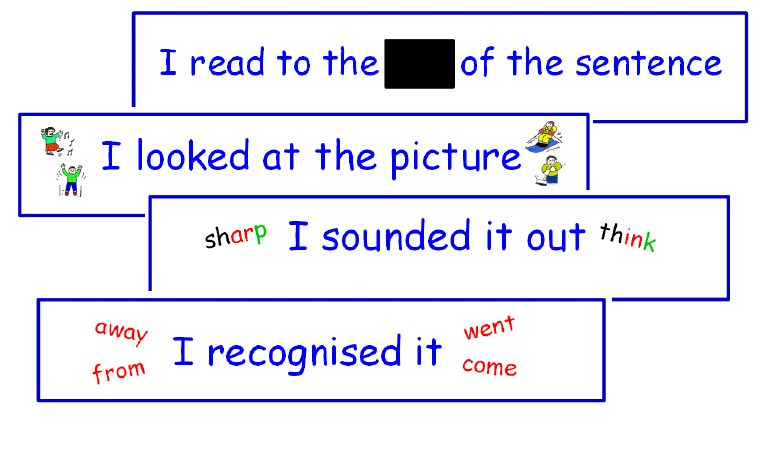 I read to the of the sentence
I looked at the picture
sharp I sounded it out think
away I recognised it went
from come